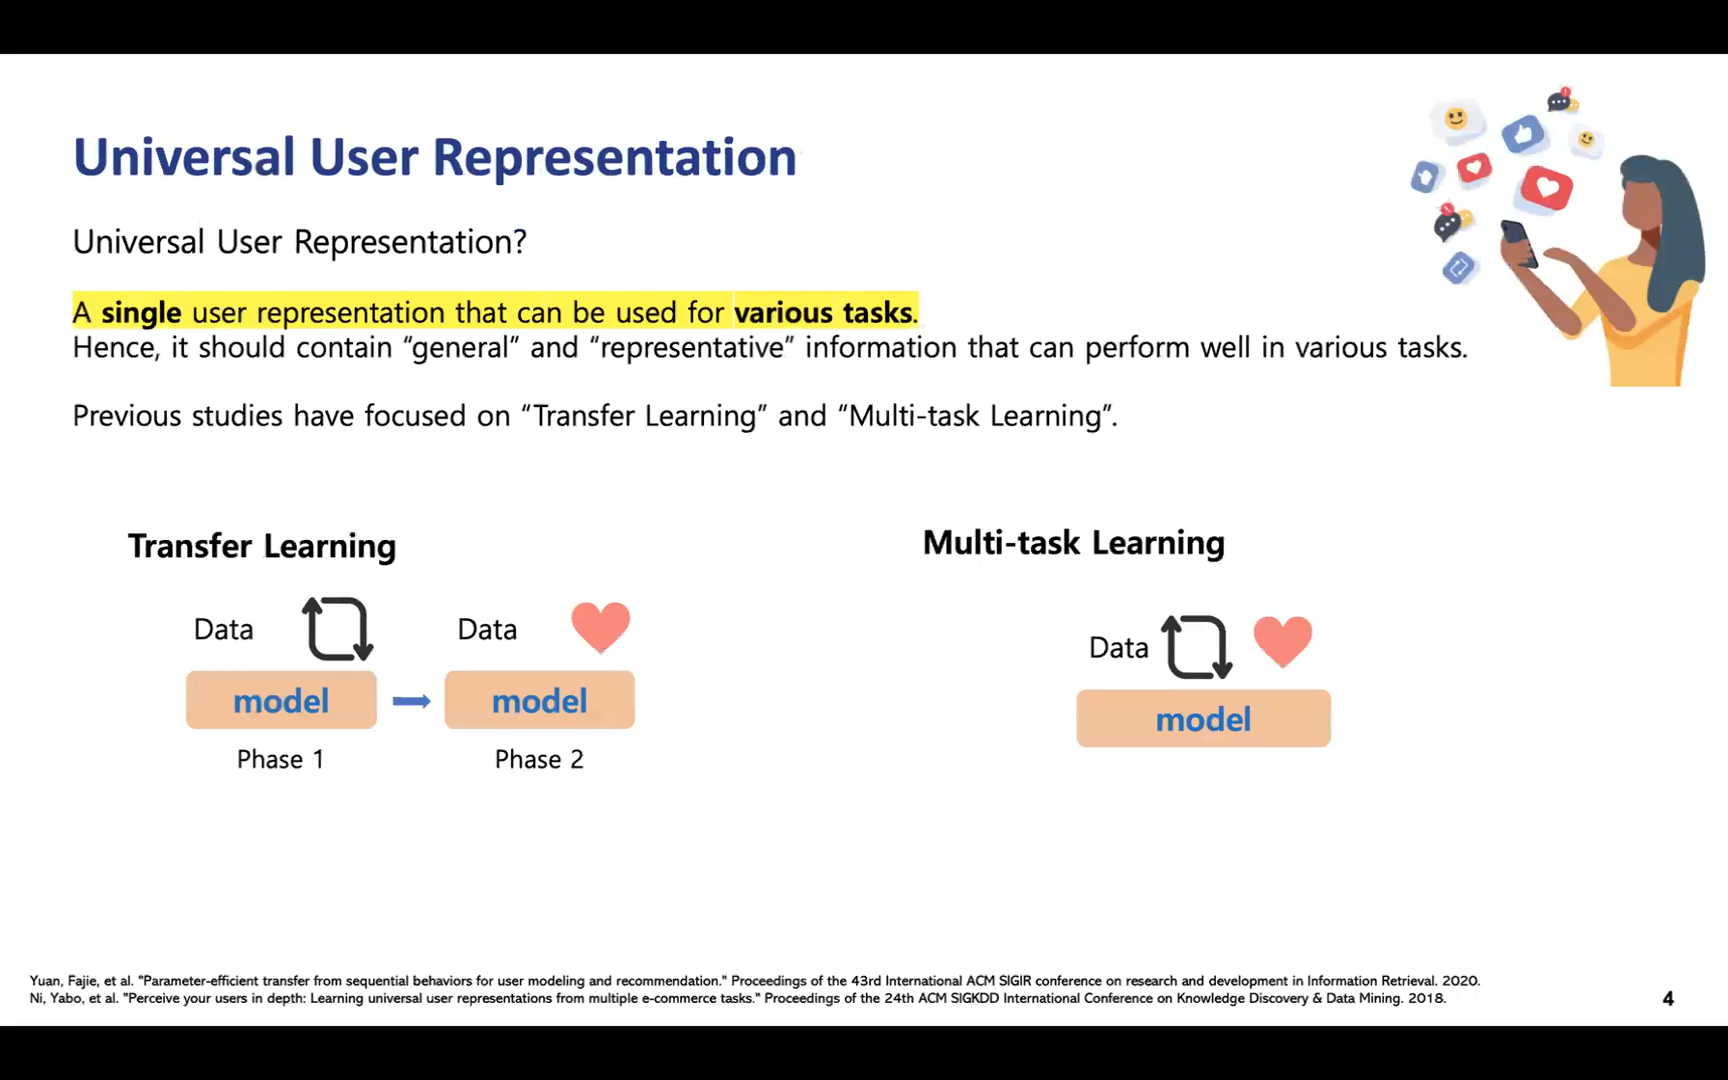 Universal User Representation
Universal User Representation?
A single user representation that can be used for various tasks.
Hence, it should contain “general” and “representative” information that can perform well in various tasks.
Previous studies have focused on “Transfer Learning” and “Multi-task Learning”.
Transfer Learning
Data
Data
model
model
Phase 1
Phase 2
Multi-task Learning
Data
model
Yuan, Fajie, et al. "Parameter-efficient transfer from sequential behaviors for user modeling and recommendation." Proceedings of the 43rd International ACM SIGIR conference on research and development in Information Retrieval. 2020.
Ni, Yabo, et al. "Perceive your users in depth: Learning universal user representations from multiple e-commerce tasks." Proceedings of the 24th ACM SIGKDD International Conference on Knowledge Discovery & Data Mining. 2018.
4